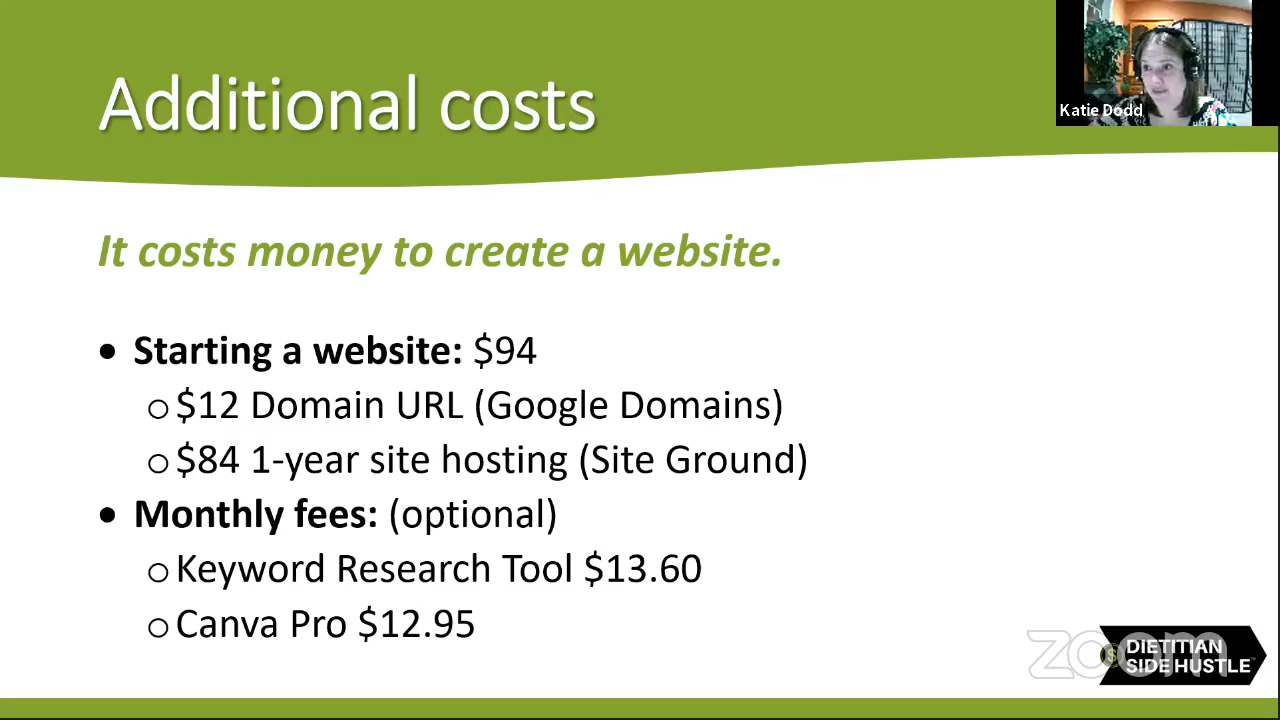 Additional costs
Katie Dodd
It costs money to create a website.
• Starting a website: $94
o $12 Domain URL (Google Domains)
o $84 1-year site hosting (Site Ground)
• Monthly fees: (optional)
o Keyword Research Tool $13.60
o Canva Pro $12.95
zoom
$ DIETITIAN
SIDE HUSTLE™